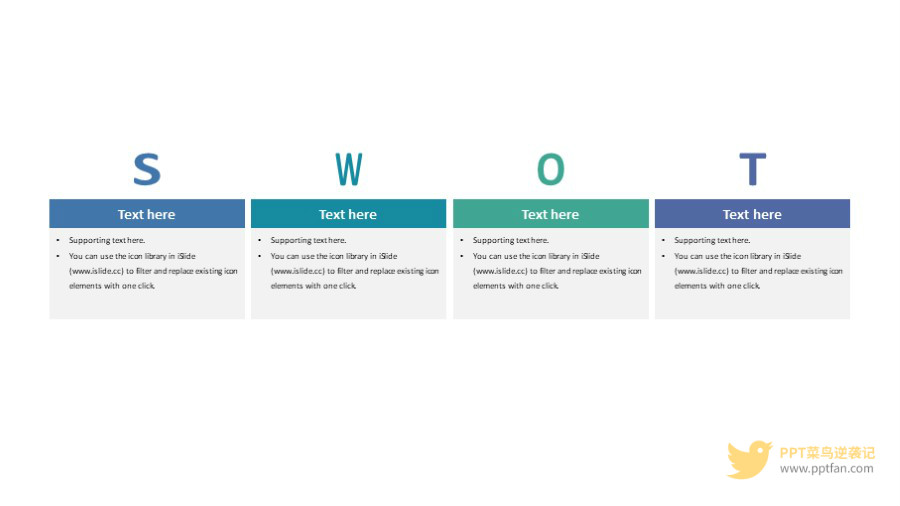 S
Text here
• Supporting text here.
• You can use the icon library in iSlide
(www.islide.cc) to filter and replace existing icon
elements with one click.
W
Text here
• Supporting text here.
• You can use the icon library in iSlide
(www.islide.cc) to filter and replace existing icon
elements with one click.
O
Text here
• Supporting text here.
• You can use the icon library in iSlide
(www.islide.cc) to filter and replace existing icon
elements with one click.
T
Text here
• Supporting text here.
• You can use the icon library in iSlide
(www.islide.cc) to filter and replace existing icon
elements with one click.
PPT菜鸟逆袭记
www.pptfan.com